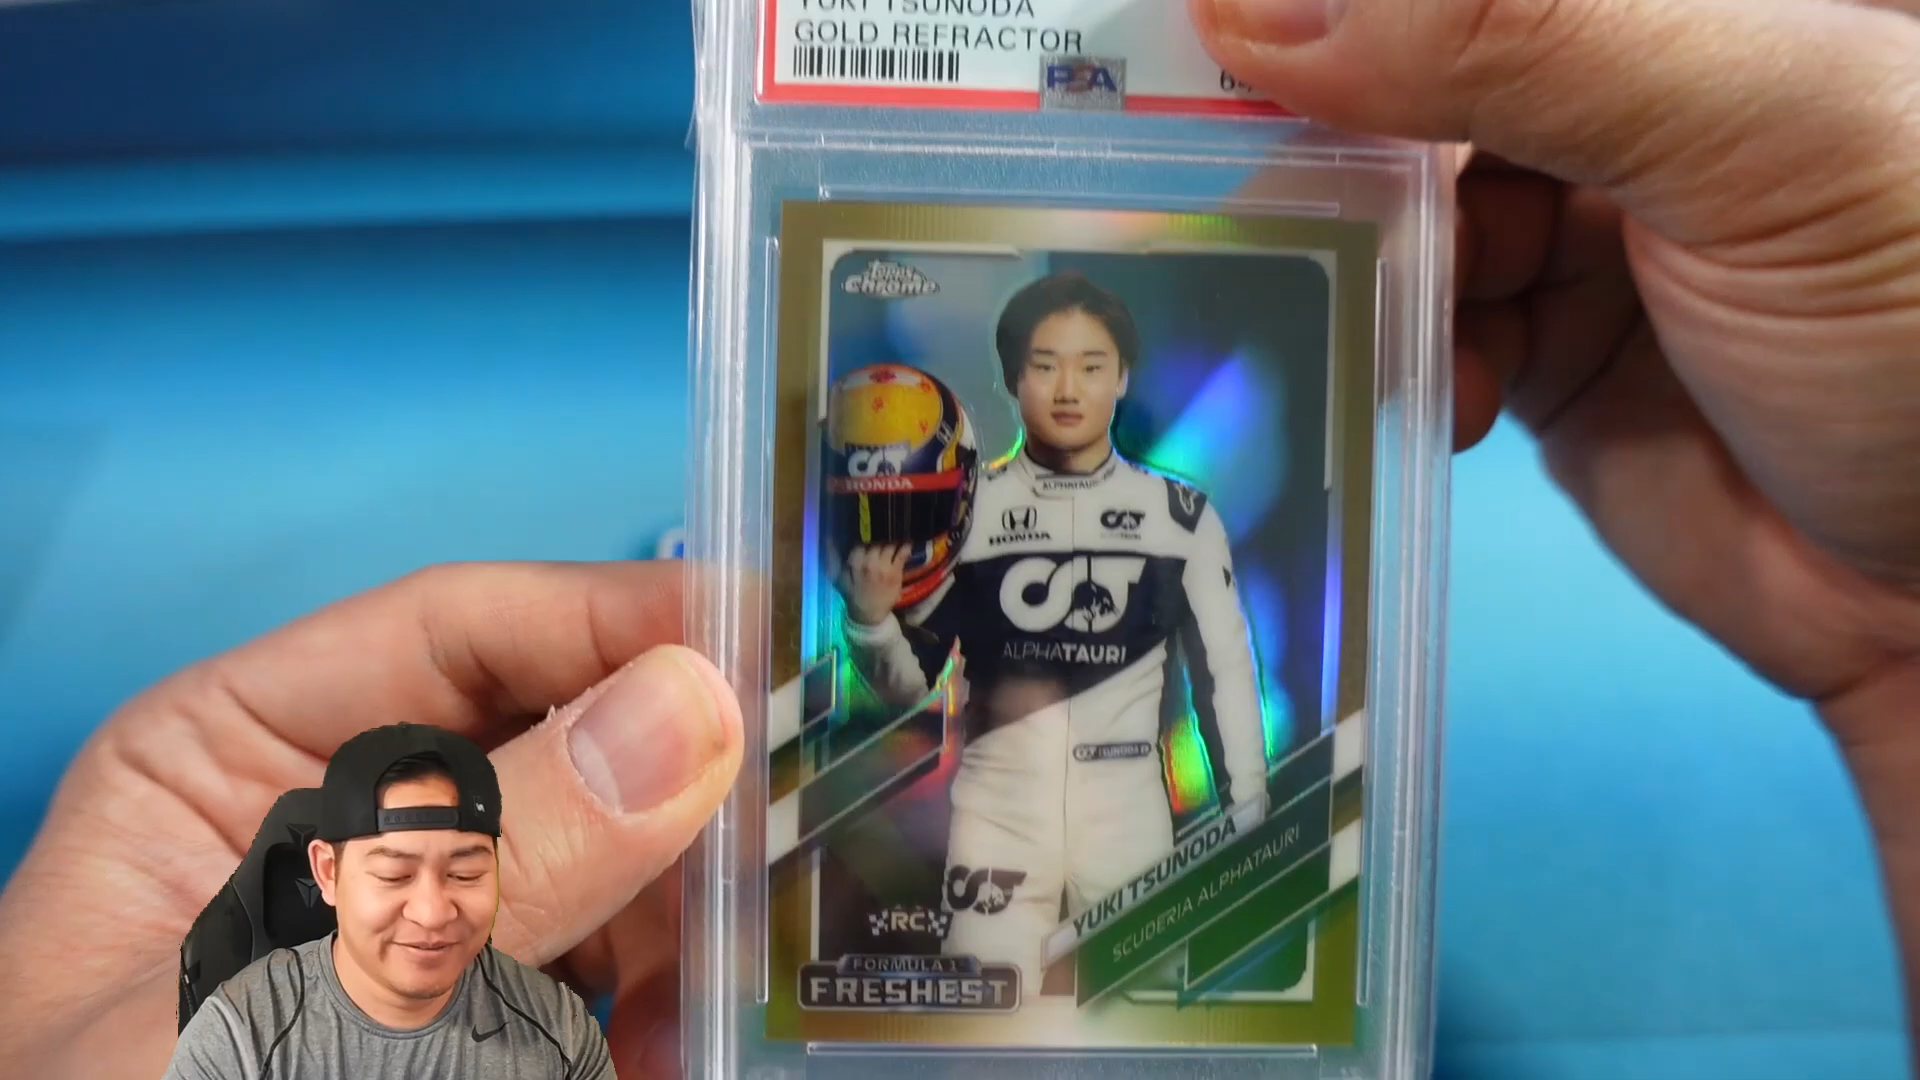 YUKI TSUNODA
GOLD REFRACTOR
PSA
Topps
Chrome
HONDA
ALPHATAURI
HONDA
ALPHATAURI
TSUNODA
YUKI TSUNODA
SCUDERIA ALPHATAURI
RC
FORMULA 1
FRESHEST